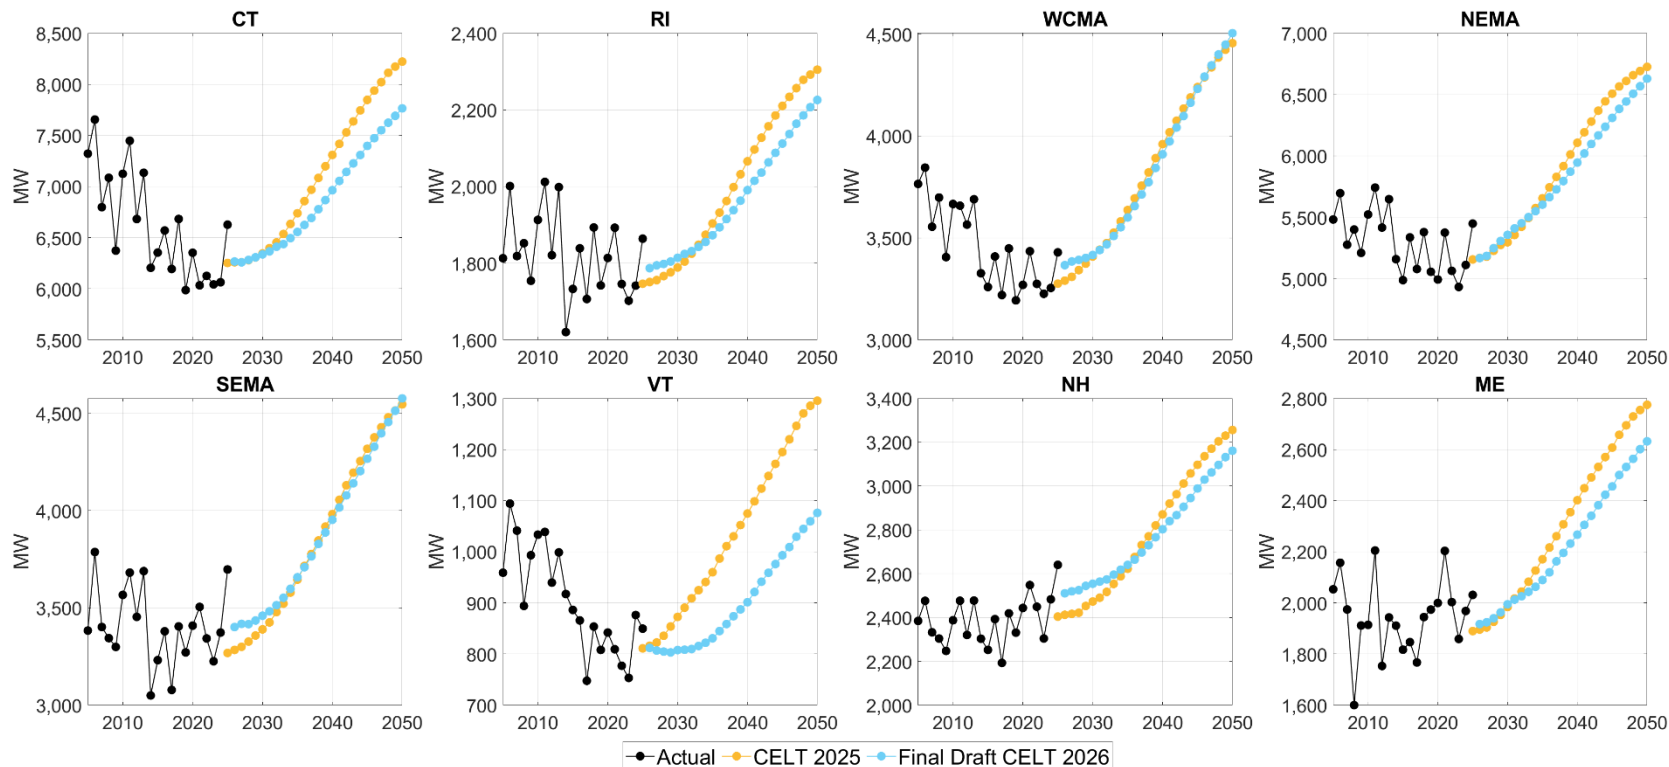 CT
8,500
8,000
7,500
7,000
6,500
6,000
5,500
MW
2010 2020 2030 2040 2050
RI
2,400
2,200
2,000
1,800
1,600
MW
2010 2020 2030 2040 2050
WCMA
4,500
4,000
3,500
3,000
MW
2010 2020 2030 2040 2050
NEMA
7,000
6,500
6,000
5,500
5,000
4,500
MW
2010 2020 2030 2040 2050
SEMA
4,500
4,000
3,500
3,000
MW
2010 2020 2030 2040 2050
VT
1,300
1,200
1,100
1,000
900
800
700
MW
2010 2020 2030 2040 2050
NH
3,400
3,200
3,000
2,800
2,600
2,400
2,200
2,000
MW
2010 2020 2030 2040 2050
ME
2,800
2,600
2,400
2,200
2,000
1,800
1,600
MW
2010 2020 2030 2040 2050
Actual CELT 2025 Final Draft CELT 2026